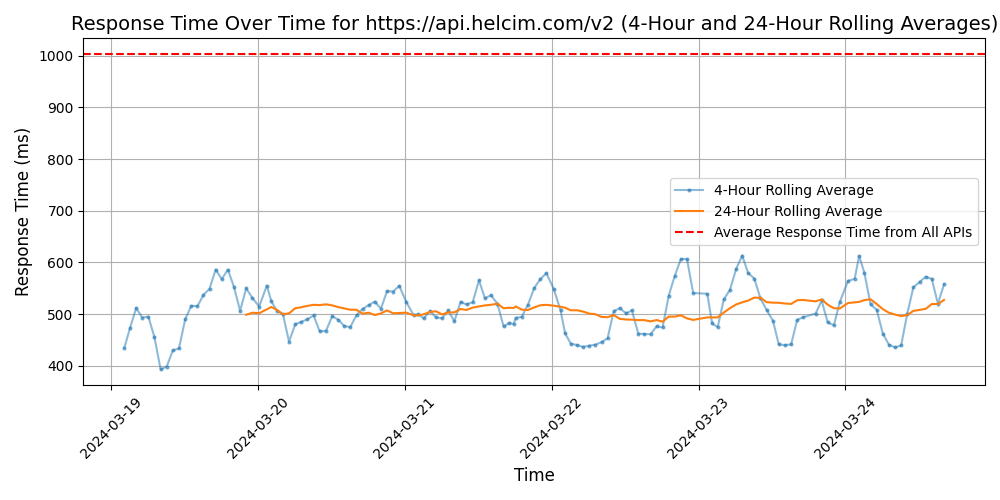 Response Time Over Time for https://api.helcim.com/v2 (4-Hour and 24-Hour Rolling Averages)
Response Time (ms)
1000
900
800
700
600
500
400
4-Hour Rolling Average
24-Hour Rolling Average
Average Response Time from All APIs
2024-03-19
2024-03-20
2024-03-21
2024-03-22
2024-03-23
2024-03-24
Time